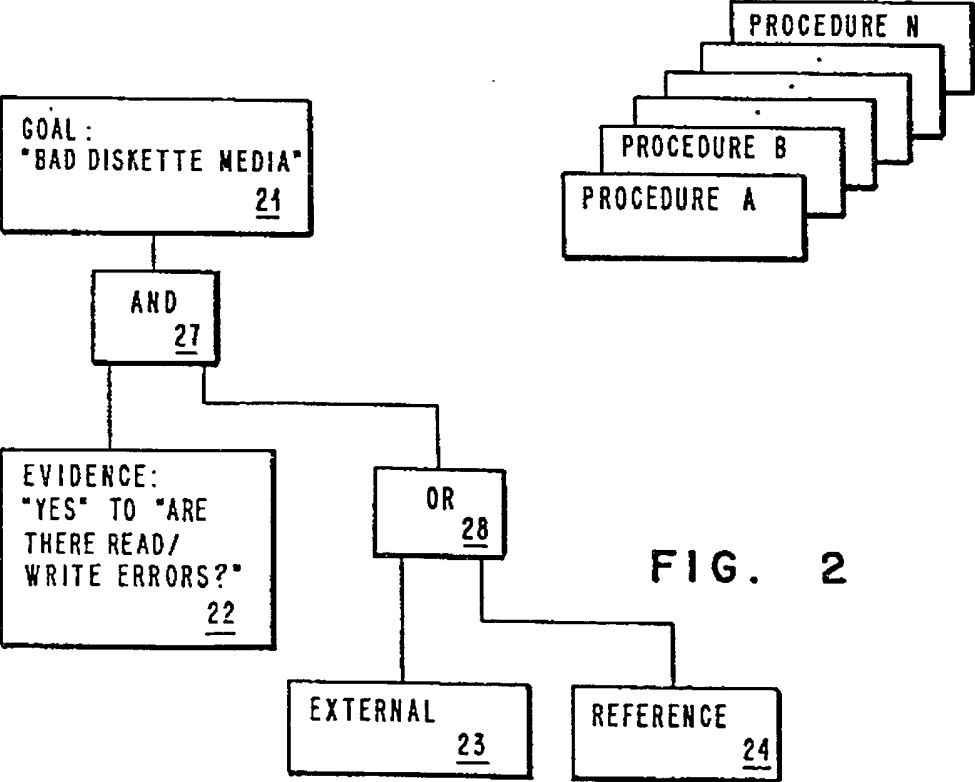 PROCEDURE N
PROCEDURE B
PROCEDURE A
GOAL:
"BAD DISKETTE MEDIA"
21
AND
27
EVIDENCE:
"YES" TO "ARE
THERE READ/
WRITE ERRORS?"
22
OR
28
FIG. 2
EXTERNAL
23
REFERENCE
24